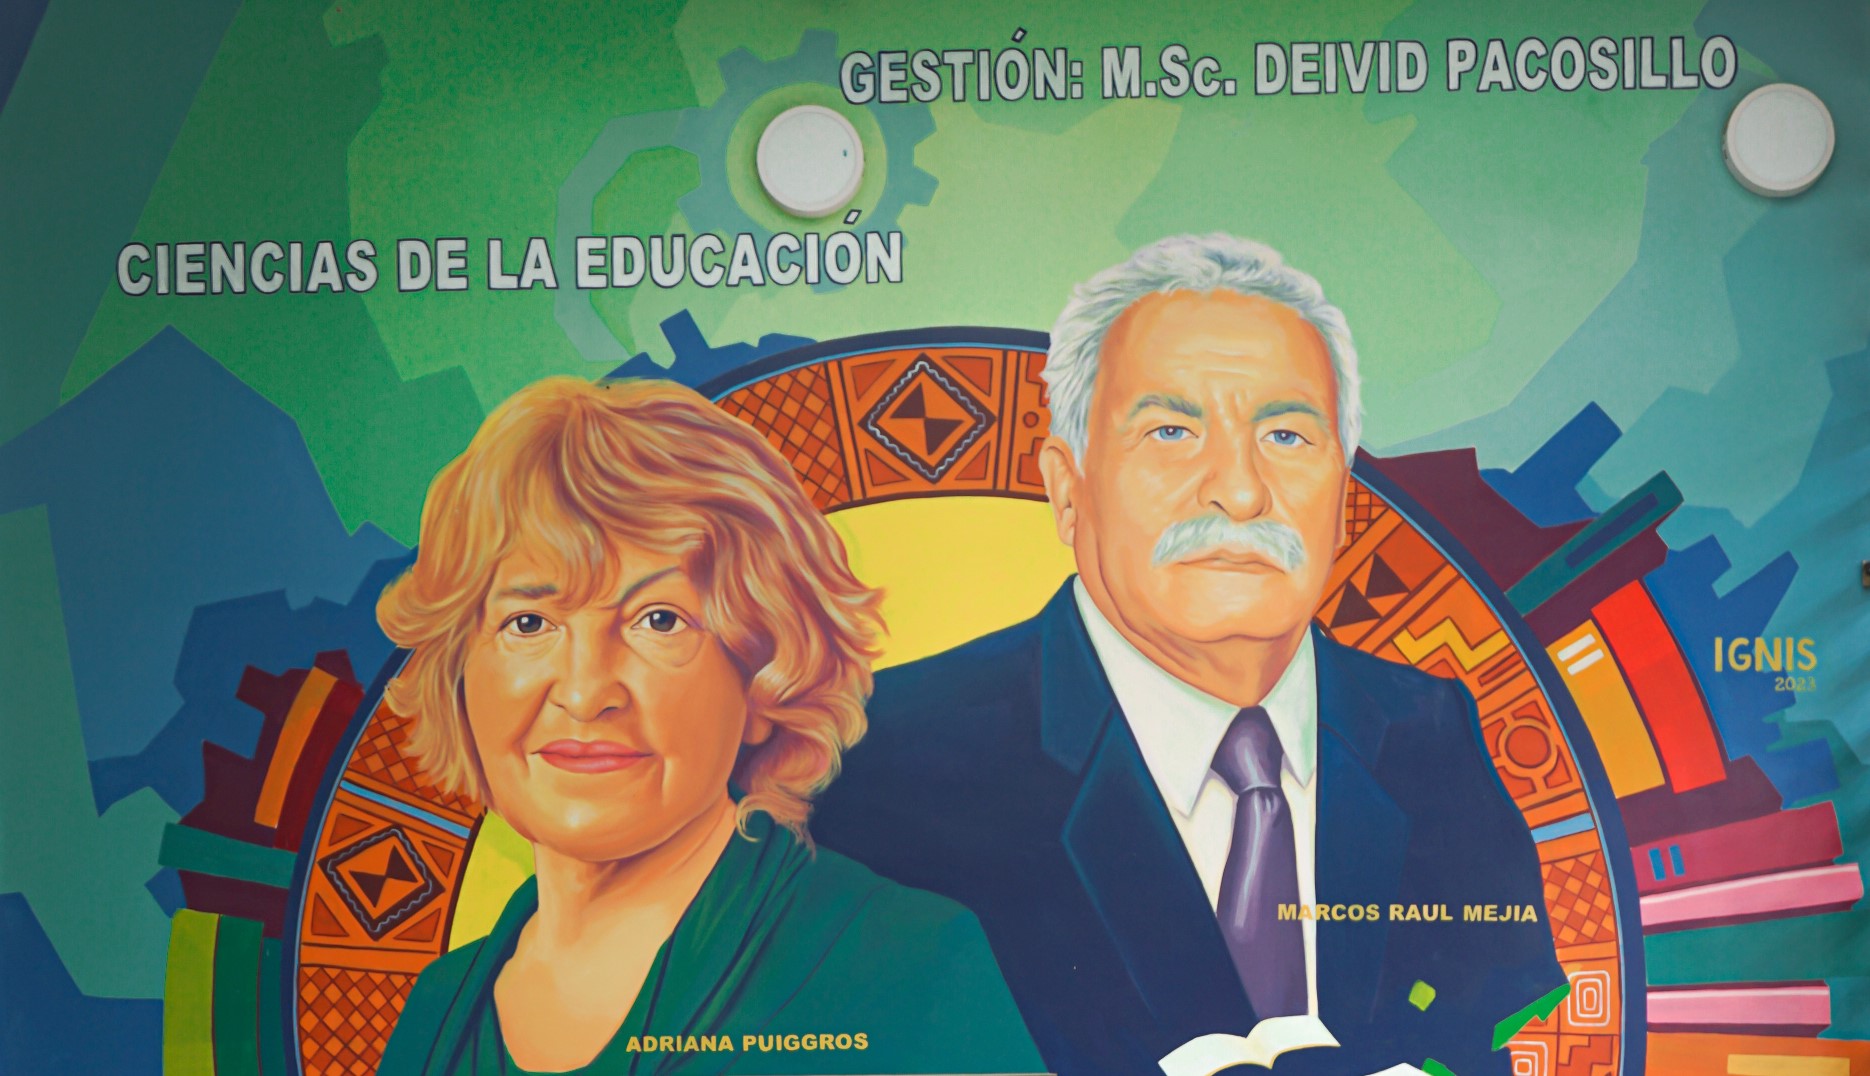 GESTIÓN: M.Sc. DEIVID PACOSILLO
CIENCIAS DE LA EDUCACIÓN
IGNIS
2023
MARCOS RAUL MEJIA
ADRIANA PUIGGROS